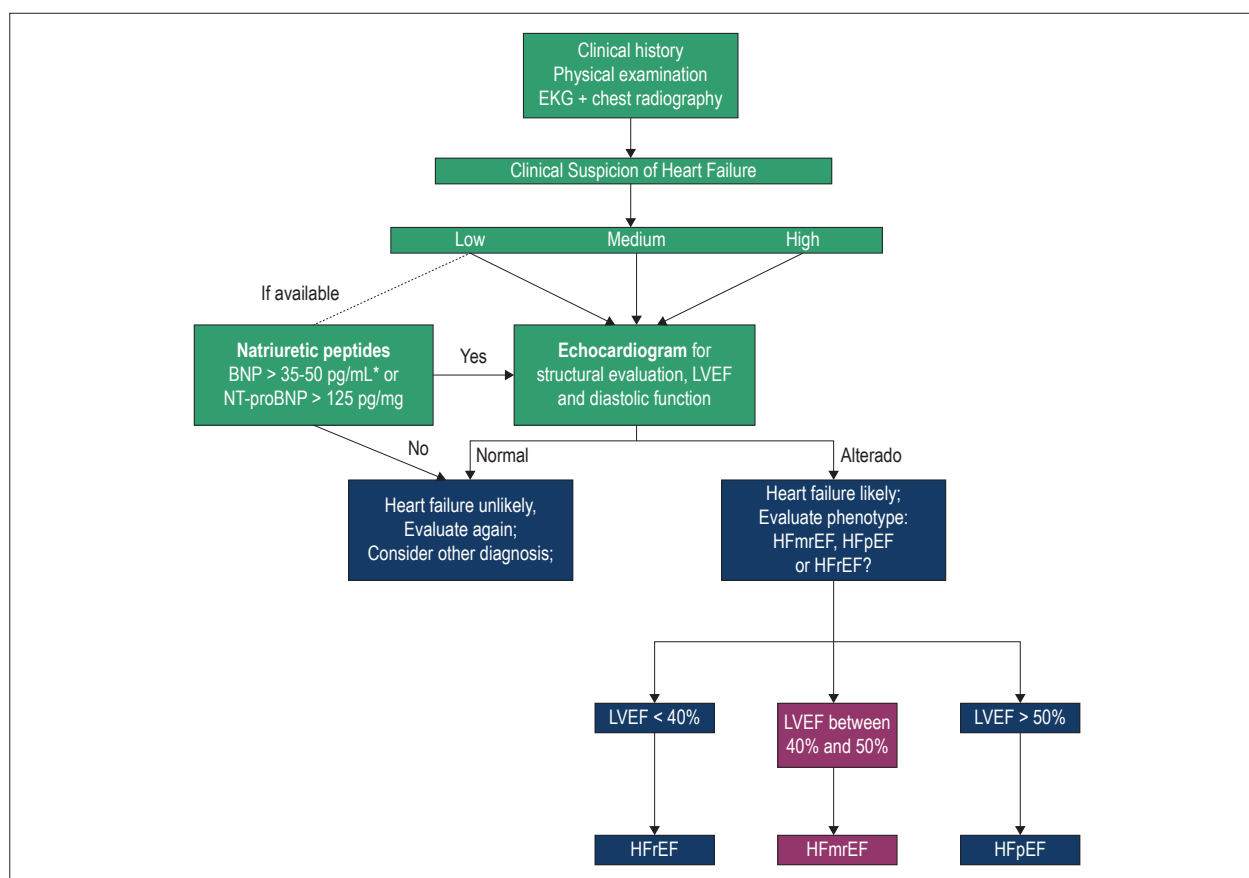 Clinical history
Physical examination
EKG + chest radiography
Clinical Suspicion of Heart Failure
Low Medium High
If available
Natriuretic peptides
BNP > 35-50 pg/mL* or
NT-proBNP > 125 pg/mg
Yes
Echocardiogram for
structural evaluation, LVEF
and diastolic function
No
Normal
Alterado
Heart failure unlikely,
Evaluate again;
Consider other diagnosis;
Heart failure likely;
Evaluate phenotype:
HFmrEF, HFpEF
or HFrEF?
LVEF < 40%
LVEF between
40% and 50%
LVEF > 50%
HFrEF
HFmrEF
HFpEF